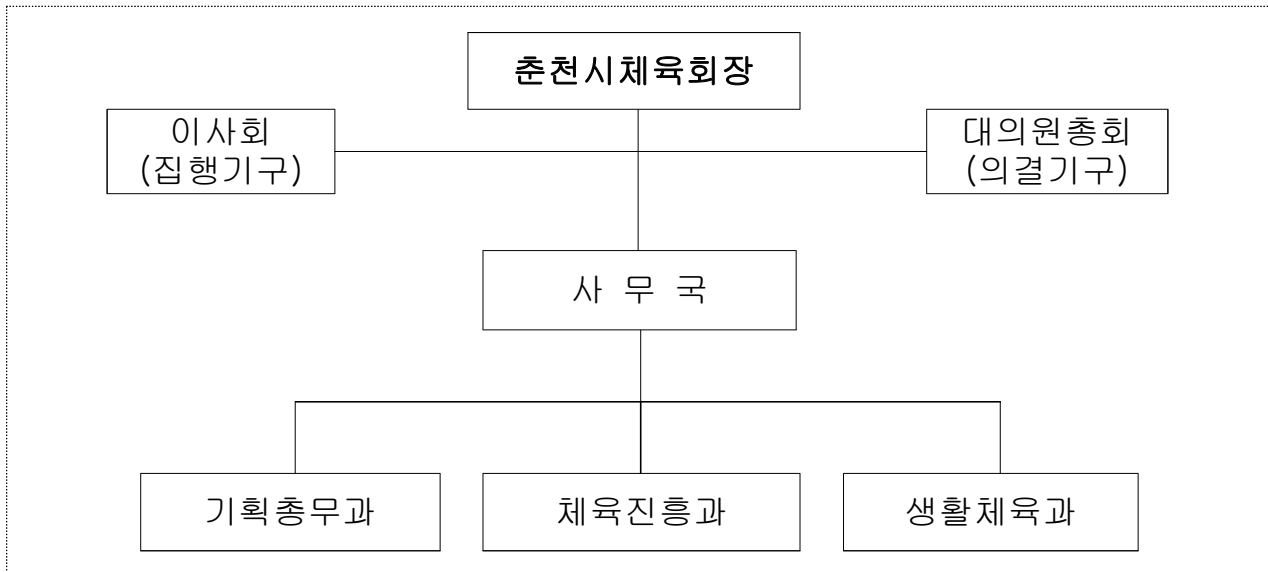 춘천시체육회장
이사회
(집행기구)
대의원총회
(의결기구)
사 무 국
기획총무과
체육진흥과
생활체육과